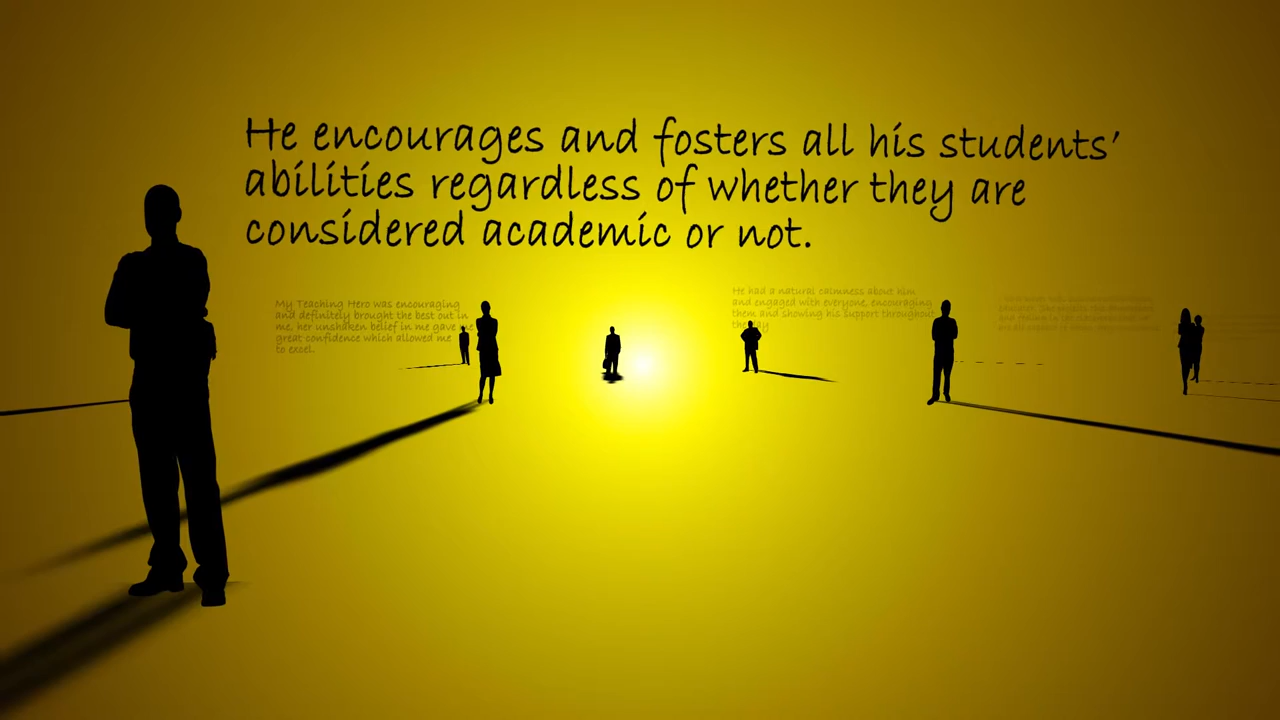 He encourages and fosters all his students'
abilities regardless of whether they are
considered academic or not.
My Teaching Hero was encouraging
and definitely brought the best out in
me. her unshaken belief in me gave me
great confidence which allowed me
to excel.
He had a natural calmness about him
and engaged with everyone, encouraging
them and showing his support throughout
the day